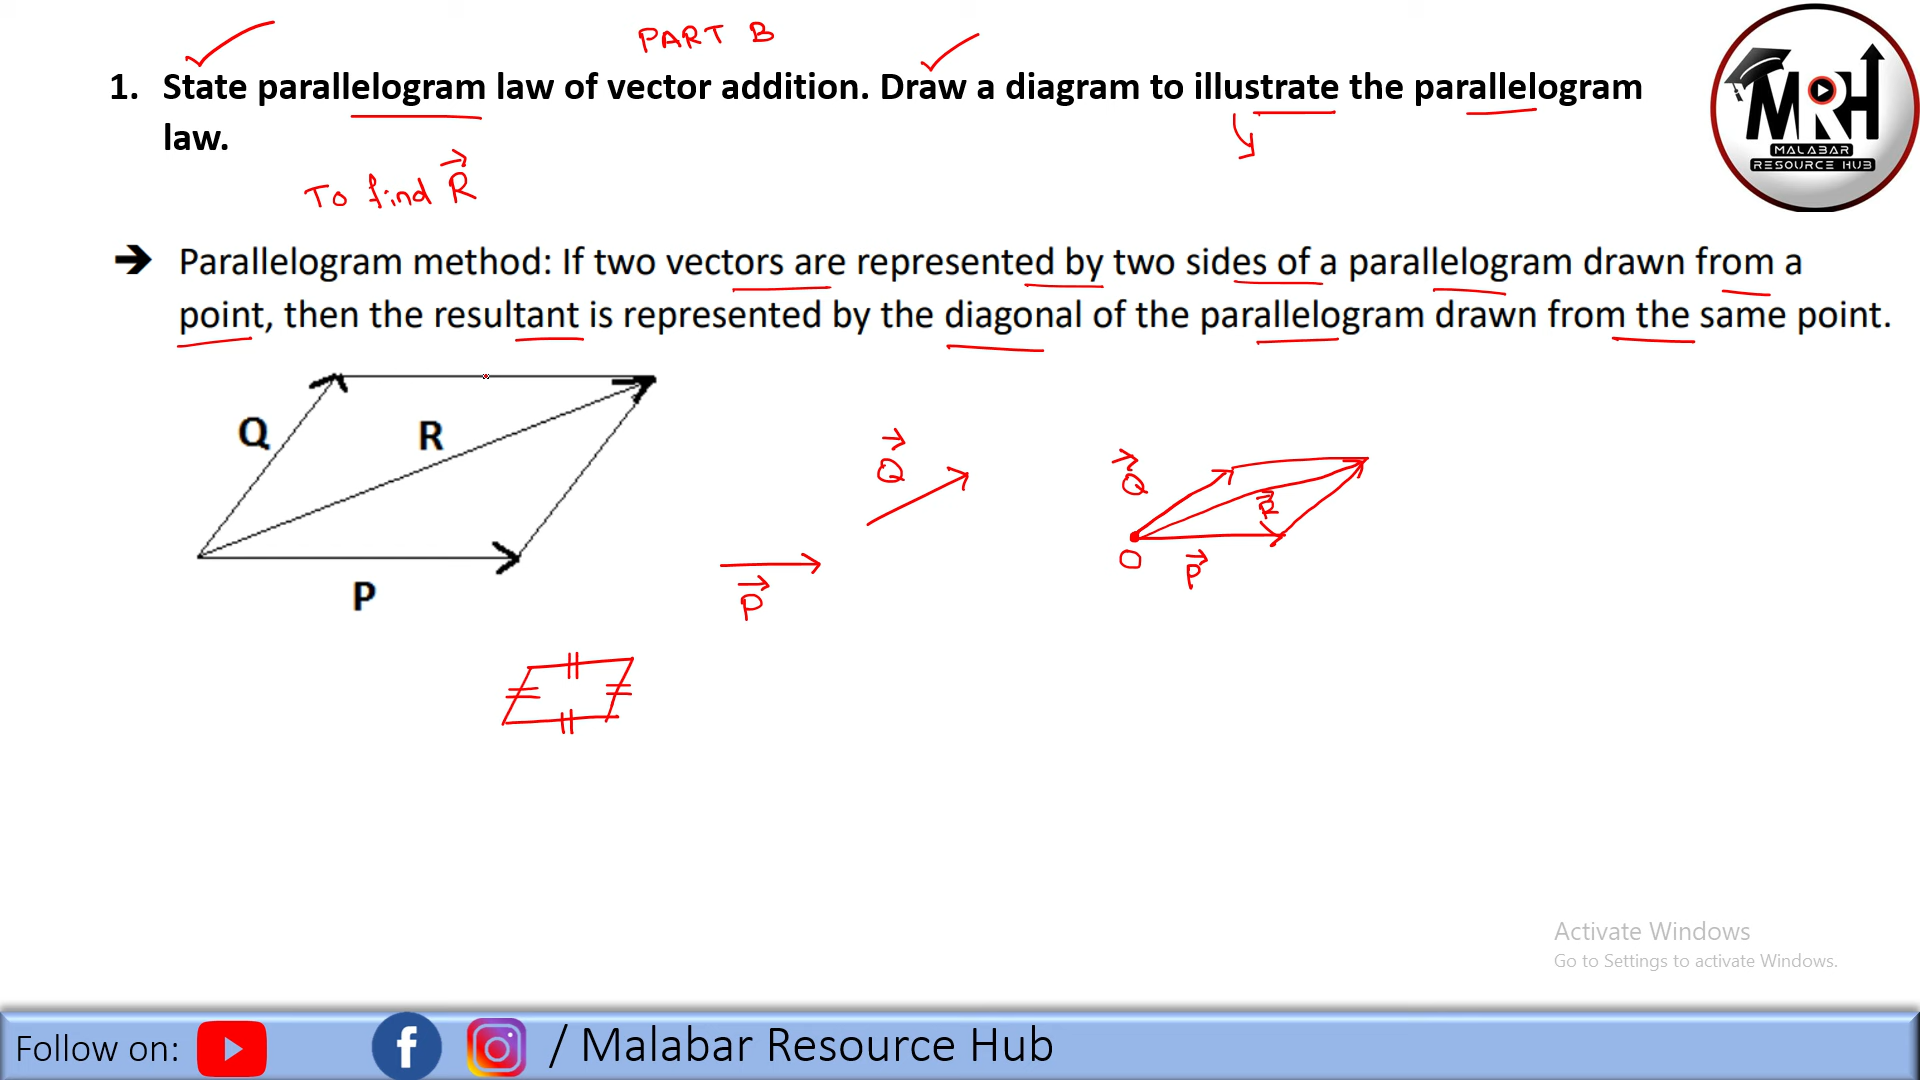 PART B
1. State parallelogram law of vector addition. Draw a diagram to illustrate the parallelogram
law.
To find R
MRH
MALABAR
RESOURCE HUB
➔ Parallelogram method: If two vectors are represented by two sides of a parallelogram drawn from a
point, then the resultant is represented by the diagonal of the parallelogram drawn from the same point.
Q
R
P
Q
P
Q
R
O
P
Activate Windows
Go to Settings to activate Windows.
Follow on:
/ Malabar Resource Hub